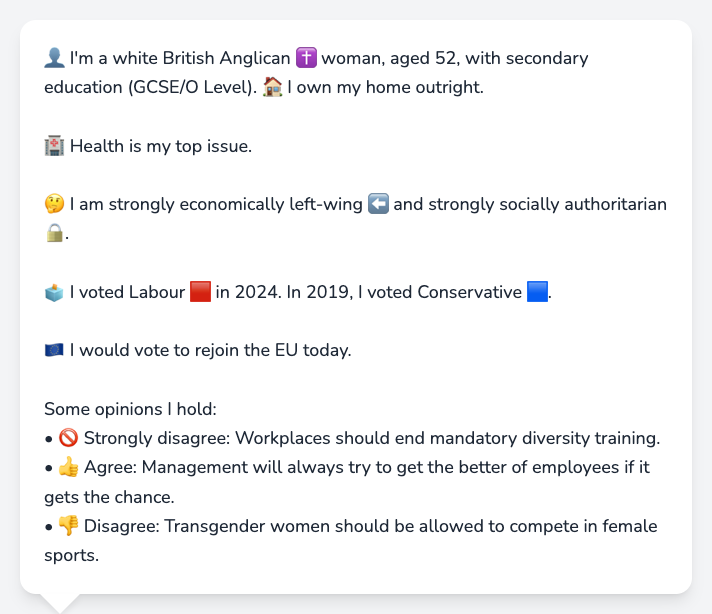 👤 I'm a white British Anglican ✝️ woman, aged 52, with secondary
education (GCSE/O Level). 🏠 I own my home outright.
🏥 Health is my top issue.
🤔 I am strongly economically left-wing ⬅️ and strongly socially authoritarian
🔒.
🗳️ I voted Labour 🟥 in 2024. In 2019, I voted Conservative 🟦.
🇪🇺 I would vote to rejoin the EU today.
Some opinions I hold:
• 🚫 Strongly disagree: Workplaces should end mandatory diversity training.
• 👍 Agree: Management will always try to get the better of employees if it
gets the chance.
• 👎 Disagree: Transgender women should be allowed to compete in female
sports.